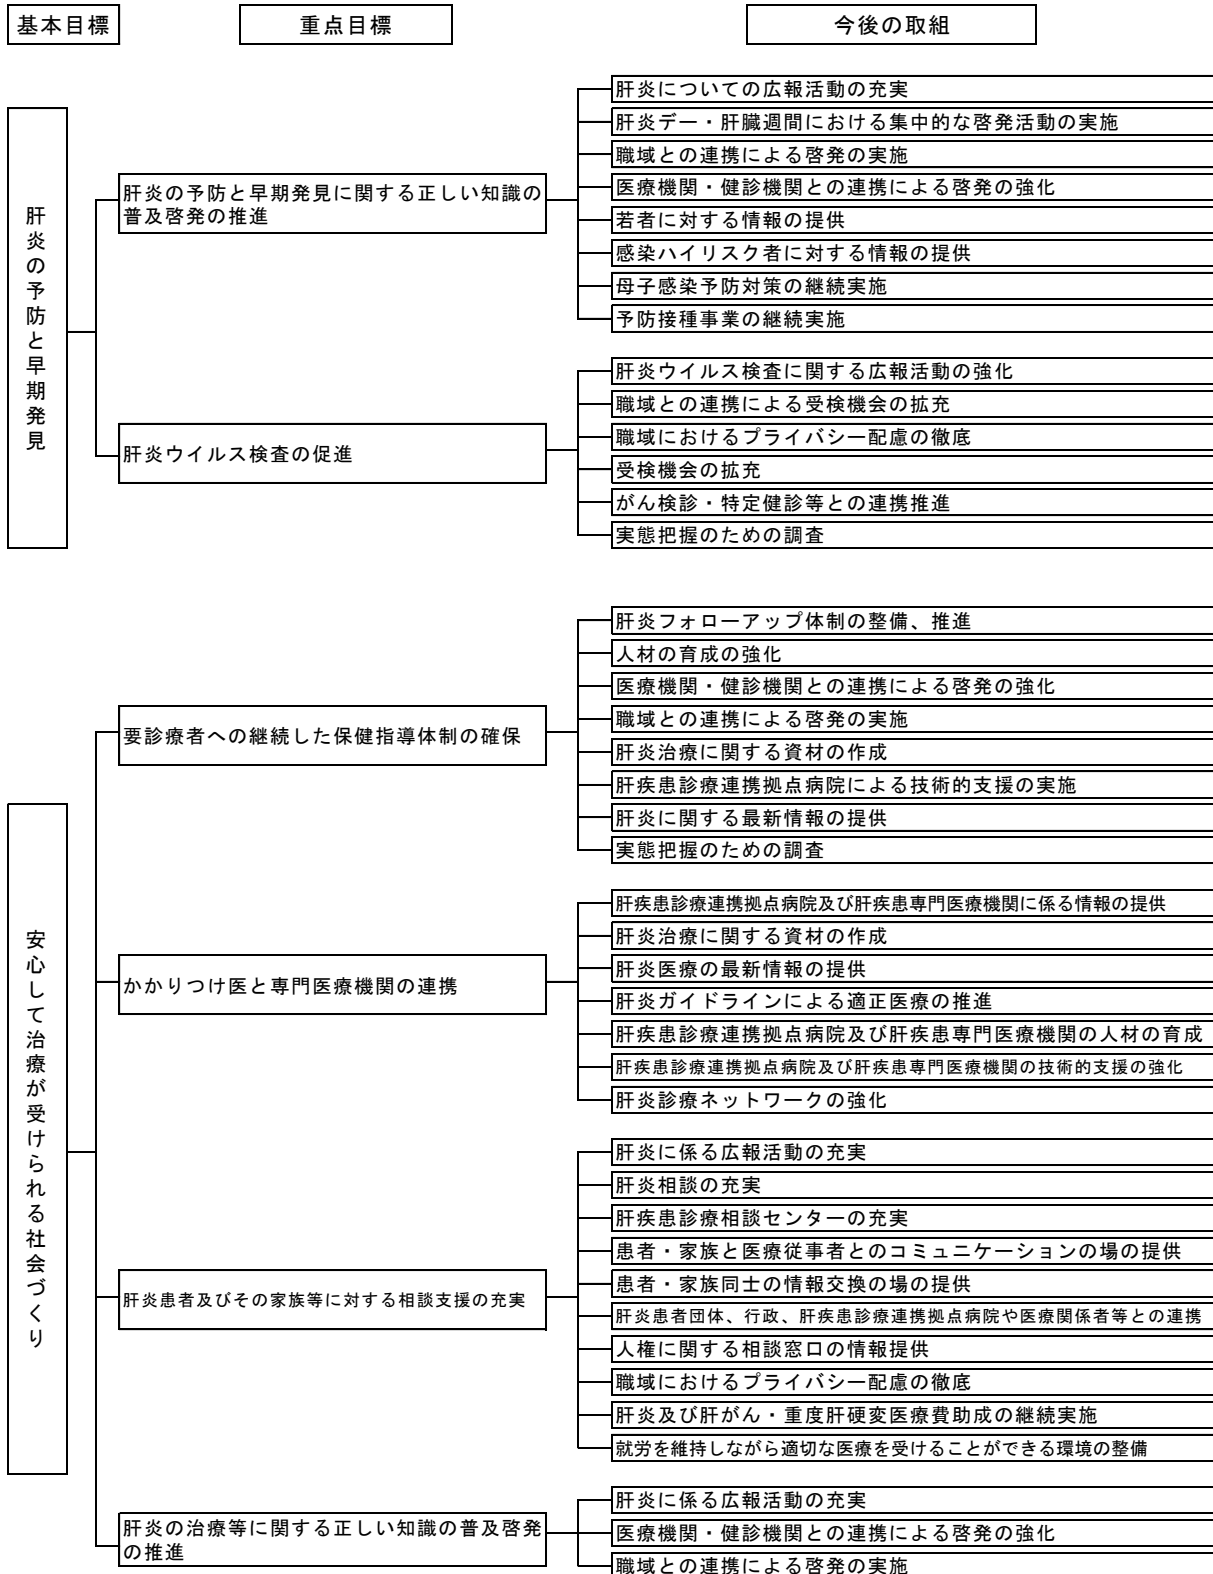 基本目標
重点目標
今後の取組
肝炎の予防と早期発見
肝炎の予防と早期発見に関する正しい知識の
普及啓発の推進
肝炎についての広報活動の充実
肝炎デー・肝臓週間における集中的な啓発活動の実施
職域との連携による啓発の実施
医療機関・健診機関との連携による啓発の強化
若者に対する情報の提供
感染ハイリスク者に対する情報の提供
母子感染予防対策の継続実施
予防接種事業の継続実施
肝炎ウイルス検査の促進
肝炎ウイルス検査に関する広報活動の強化
職域との連携による受検機会の拡充
職域におけるプライバシー配慮の徹底
受検機会の拡充
がん検診・特定健診等との連携推進
実態把握のための調査
安心して治療が受けられる社会づくり
要診療者への継続した保健指導体制の確保
肝炎フォローアップ体制の整備、推進
人材の育成の強化
医療機関・健診機関との連携による啓発の強化
職域との連携による啓発の実施
肝炎治療に関する資材の作成
肝疾患診療連携拠点病院による技術的支援の実施
肝炎に関する最新情報の提供
実態把握のための調査
かかりつけ医と専門医療機関の連携
肝疾患診療連携拠点病院及び肝疾患専門医療機関に係る情報の提供
肝炎治療に関する資材の作成
肝炎医療の最新情報の提供
肝炎ガイドラインによる適正医療の推進
肝疾患診療連携拠点病院及び肝疾患専門医療機関の人材の育成
肝疾患診療連携拠点病院及び肝疾患専門医療機関の技術的支援の強化
肝炎診療ネットワークの強化
肝炎患者及びその家族等に対する相談支援の充実
肝炎に係る広報活動の充実
肝炎相談の充実
肝疾患診療相談センターの充実
患者・家族と医療従事者とのコミュニケーションの場の提供
患者・家族同士の情報交換の場の提供
肝炎患者団体、行政、肝疾患診療連携拠点病院や医療関係者等との連携
人権に関する相談窓口の情報提供
職域におけるプライバシー配慮の徹底
肝炎及び肝がん・重度肝硬変医療費助成の継続実施
就労を維持しながら適切な医療を受けることができる環境の整備
肝炎の治療等に関する正しい知識の普及啓発
の推進
肝炎に係る広報活動の充実
医療機関・健診機関との連携による啓発の強化
職域との連携による啓発の実施